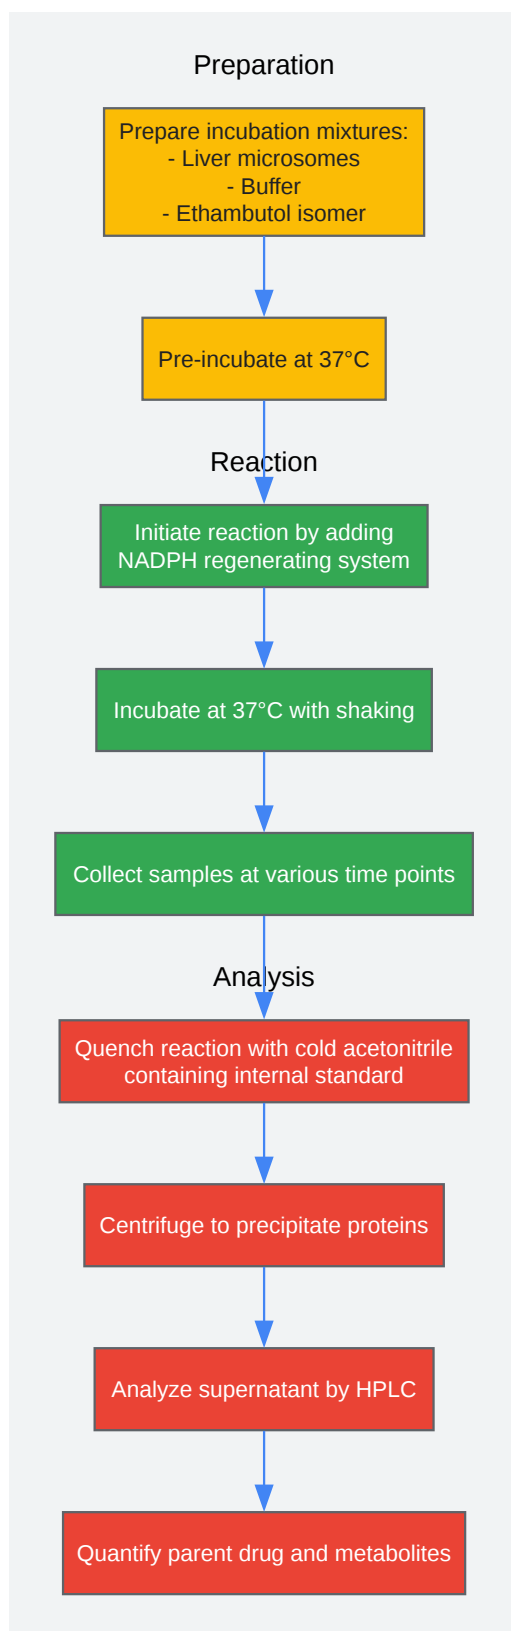 Preparation
Prepare incubation mixtures:
- Liver microsomes
- Buffer
- Ethambutol isomer
Pre-incubate at 37°C
Reaction
Initiate reaction by adding
NADPH regenerating system
Incubate at 37°C with shaking
Collect samples at various time points
Analysis
Quench reaction with cold acetonitrile
containing internal standard
Centrifuge to precipitate proteins
Analyze supernatant by HPLC
Quantify parent drug and metabolites